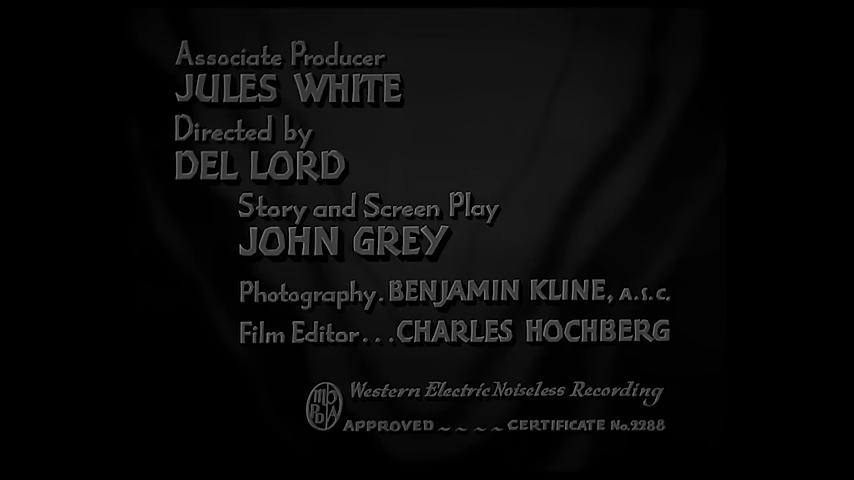 Associate Producer
JULES WHITE
Directed by
DEL LORD
Story and Screen Play
JOHN GREY
Photography. BENJAMIN KLINE, A.S.C.
Film Editor... CHARLES HOCHBERG
Western Electric Noiseless Recording
APPROVED ~ ~ ~ ~ CERTIFICATE No. 2288